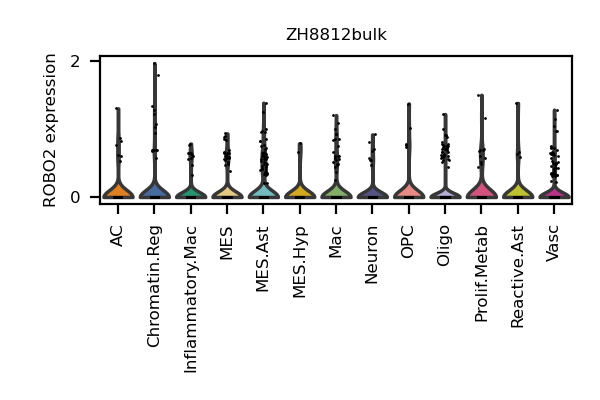 ZH8812bulk
ROBO2 expression
2
0
AC
Chromatin.Reg
Inflammatory.Mac
MES
MES.Ast
MES.Hyp
Mac
Neuron
OPC
Oligo
Prolif.Metab
Reactive.Ast
Vasc